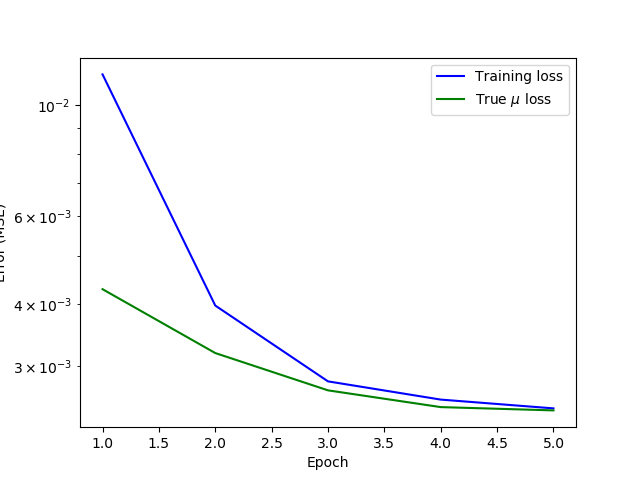 Training loss
True μ loss
10⁻²
6 × 10⁻³
4 × 10⁻³
3 × 10⁻³
(MSE)
1.0 1.5 2.0 2.5 3.0 3.5 4.0 4.5 5.0
Epoch